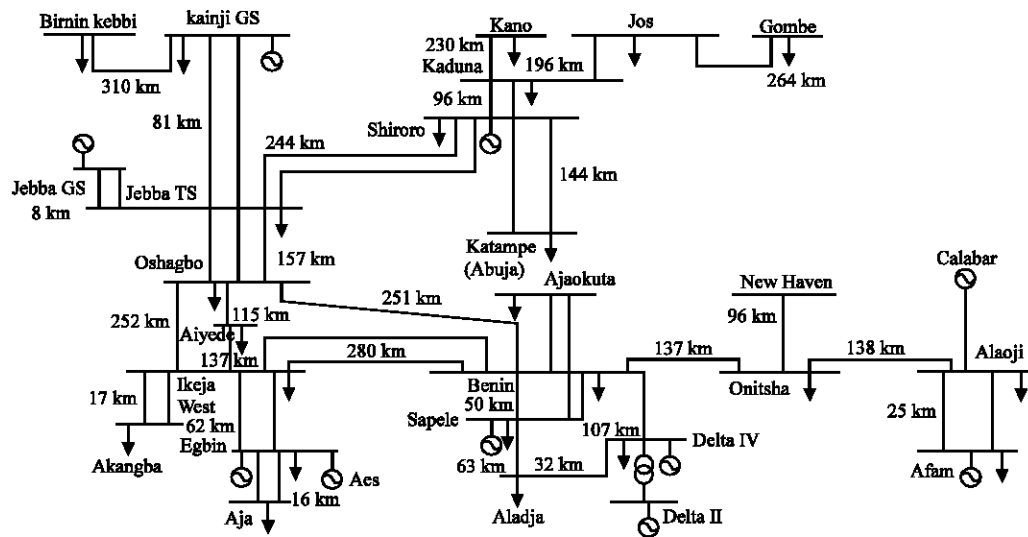 Birnin kebbi
kainji GS
Kano
Jos
Gombe
230 km
Kaduna
196 km
264 km
310 km
96 km
81 km
Shiroro
244 km
144 km
Jebba GS
Jebba TS
8 km
Katampe
(Abuja)
Oshagbo
157 km
Ajaokuta
Calabar
New Haven
251 km
252 km
115 km
96 km
Aiyede
137 km
280 km
137 km
138 km
Alaoji
Ikeja
West
17 km
Benin
50 km
Onitsha
25 km
62 km
Sapele
107 km
Egbin
Delta IV
Akangba
Aes
63 km
32 km
Afam
16 km
Aja
Aladja
Delta II